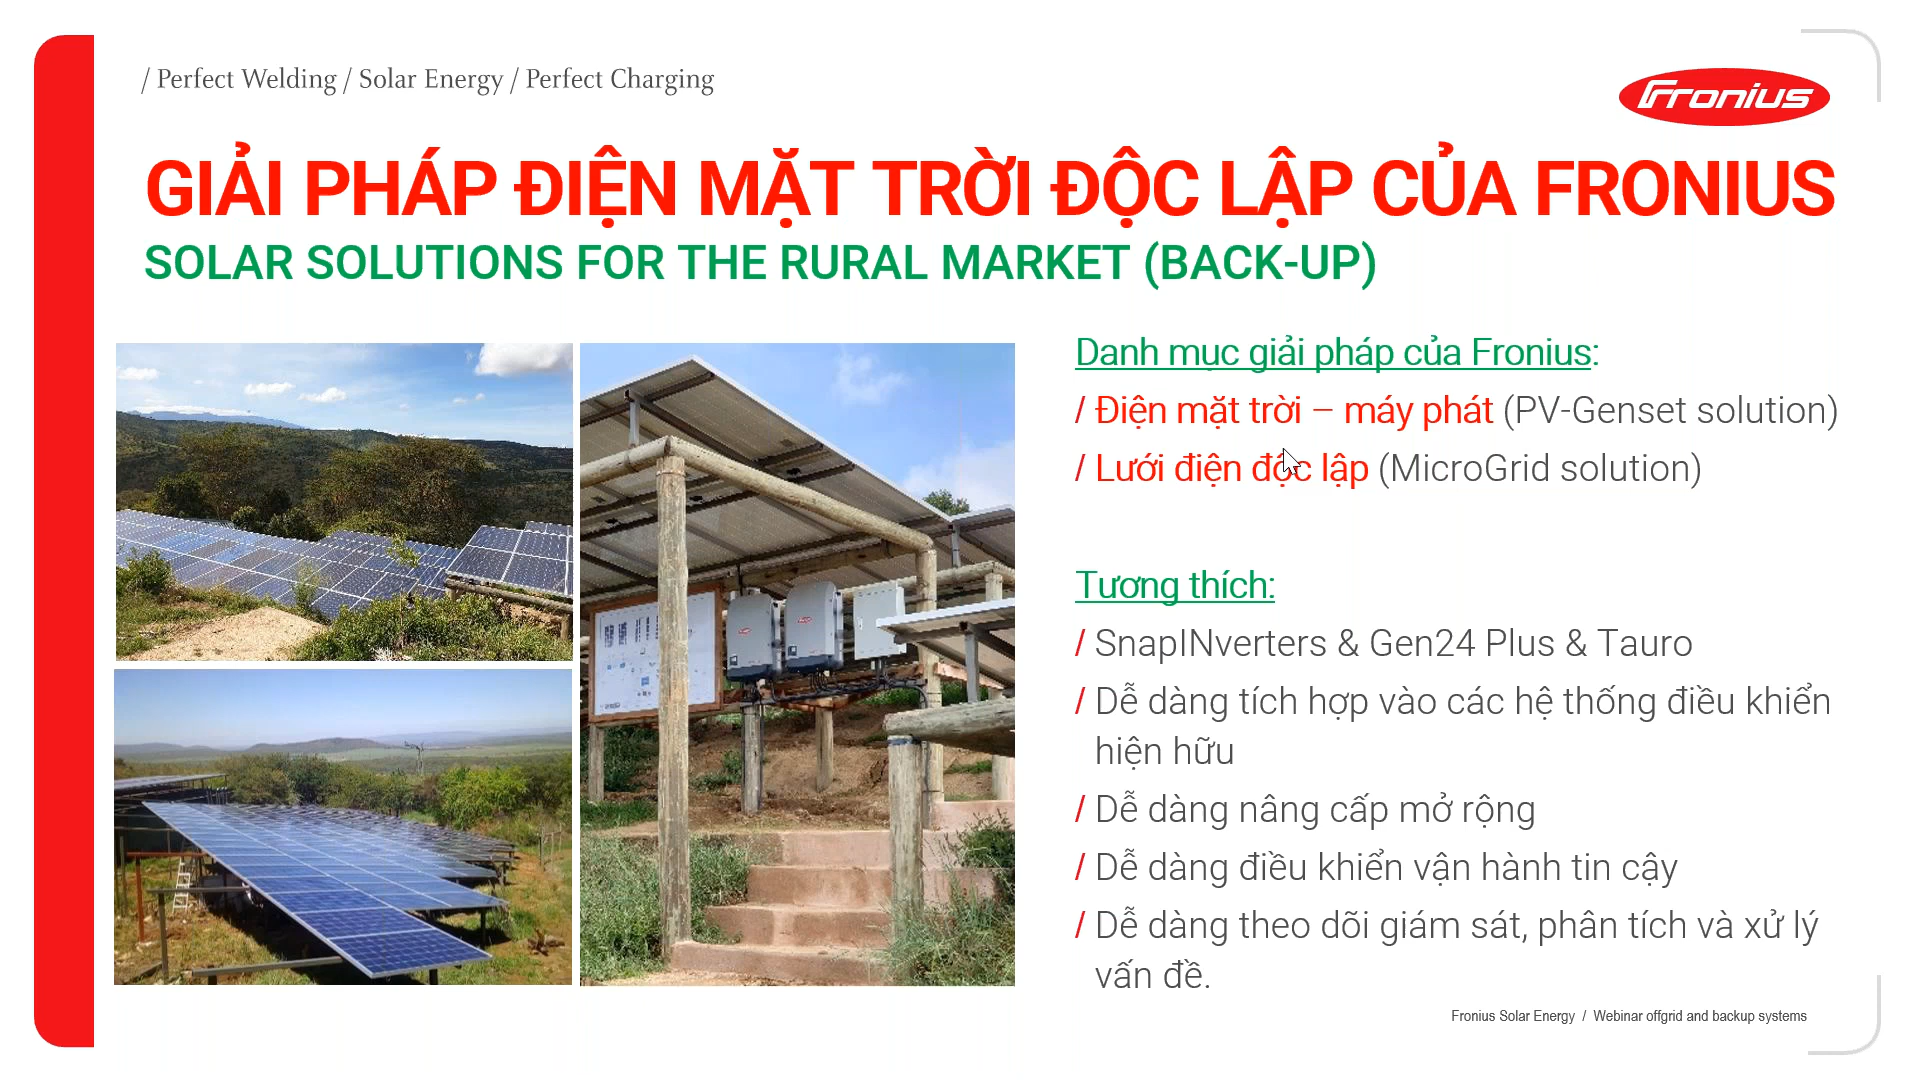 / Perfect Welding / Solar Energy / Perfect Charging
Fronius
GIẢI PHÁP ĐIỆN MẶT TRỜI ĐỘC LẬP CỦA FRONIUS
SOLAR SOLUTIONS FOR THE RURAL MARKET (BACK-UP)
Danh mục giải pháp của Fronius:
/ Điện mặt trời – máy phát (PV-Genset solution)
/ Lưới điện độc lập (MicroGrid solution)
Tương thích:
/ SnapINverters & Gen24 Plus & Tauro
/ Dễ dàng tích hợp vào các hệ thống điều khiển
hiện hữu
/ Dễ dàng nâng cấp mở rộng
/ Dễ dàng điều khiển vận hành tin cậy
/ Dễ dàng theo dõi giám sát, phân tích và xử lý
vấn đề.
Fronius Solar Energy / Webinar offgrid and backup systems